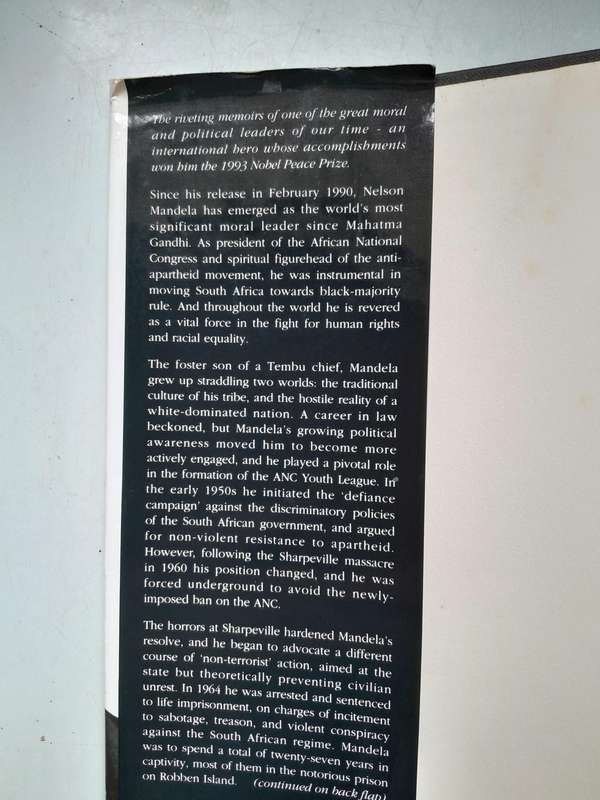 The riveting memoirs of one of the great moral
and political leaders of our time - an
international hero whose accomplishments
won him the 1993 Nobel Peace Prize.
Since his release in February 1990, Nelson
Mandela has emerged as the world's most
significant moral leader since Mahatma
Gandhi. As president of the African National
Congress and spiritual figurehead of the anti-
apartheid movement, he was instrumental in
moving South Africa towards black-majority
rule. And throughout the world he is revered
as a vital force in the fight for human rights
and racial equality.
The foster son of a Tembu chief, Mandela
grew up straddling two worlds: the traditional
culture of his tribe, and the hostile reality of a
white-dominated nation. A career in law
beckoned, but Mandela's growing political
awareness moved him to become more
actively engaged, and he played a pivotal role
in the formation of the ANC Youth League. In
the early 1950s he initiated the 'defiance
campaign' against the discriminatory policies
of the South African government, and argued
for non-violent resistance to apartheid.
However, following the Sharpeville massacre
in 1960 his position changed, and he was
forced underground to avoid the newly-
imposed ban on the ANC.
The horrors at Sharpeville hardened Mandela's
resolve, and he began to advocate a different
course of 'non-terrorist' action, aimed at the
state but theoretically preventing civilian
unrest. In 1964 he was arrested and sentenced
to life imprisonment, on charges of incitement
to sabotage, treason, and violent conspiracy
against the South African regime. Mandela
was to spend a total of twenty-seven years in
captivity, most of them in the notorious prison
on Robben Island. (continued on back flap)